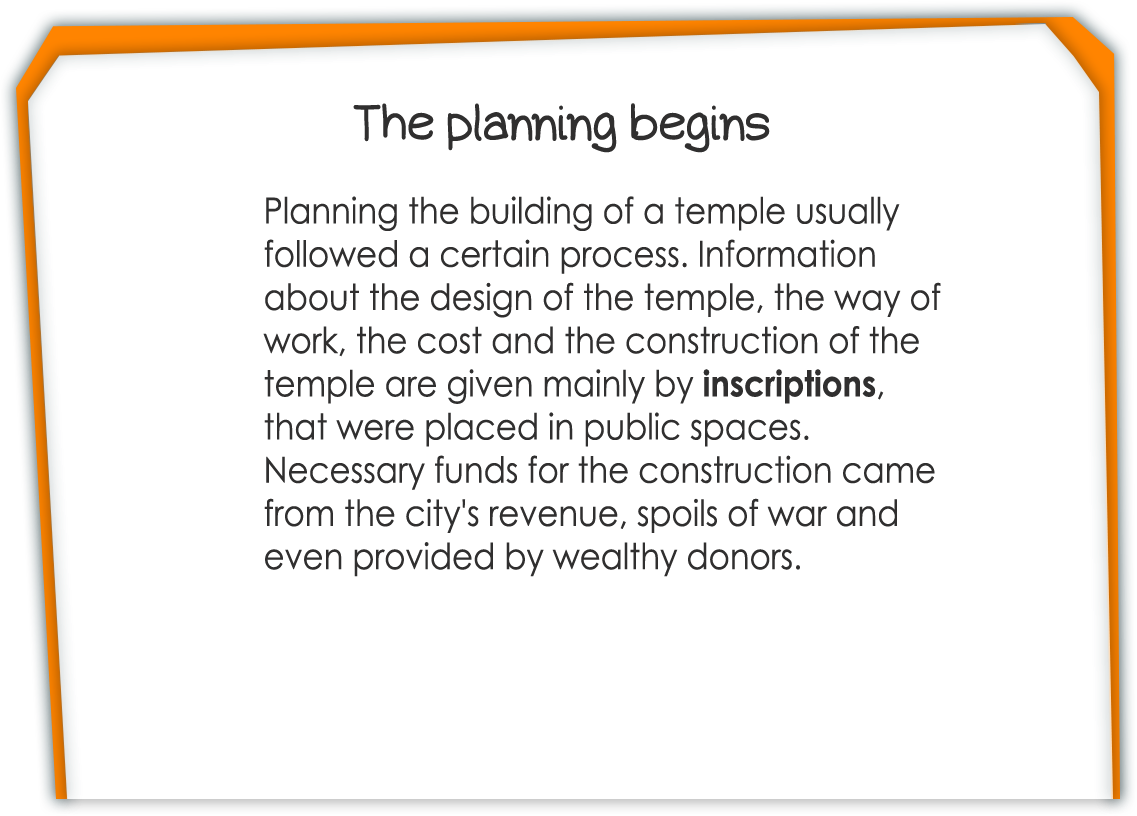 The planning begins
Planning the building of a temple usually
followed a certain process. Information
about the design of the temple, the way of
work, the cost and the construction of the
temple are given mainly by inscriptions,
that were placed in public spaces.
Necessary funds for the construction came
from the city's revenue, spoils of war and
even provided by wealthy donors.